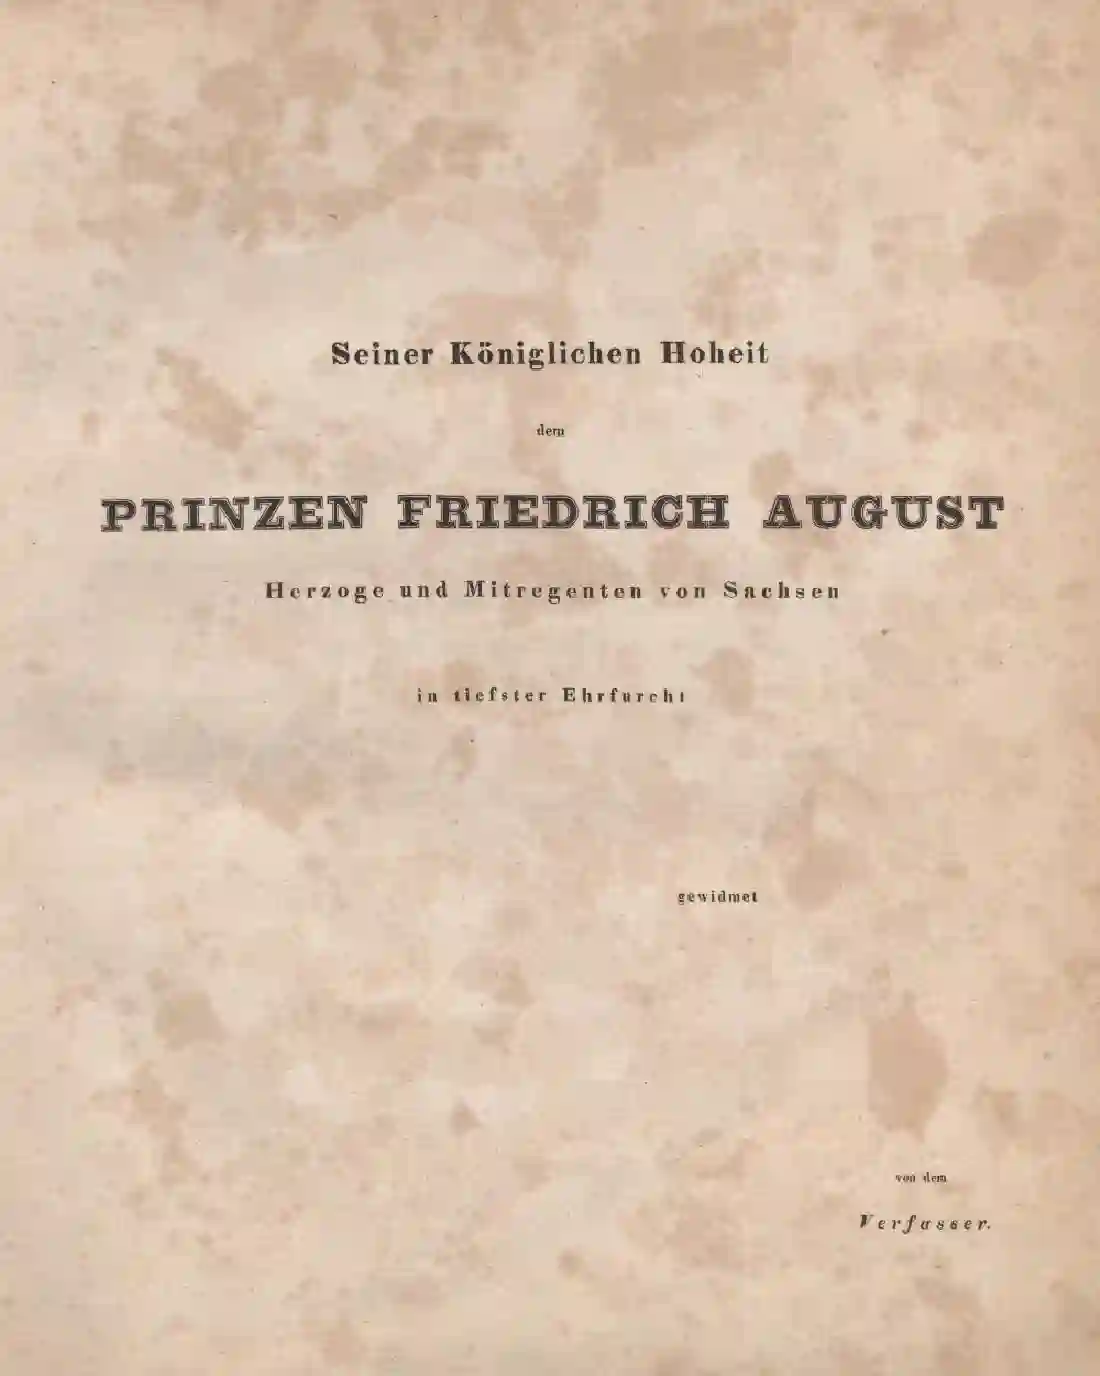 Seiner Königlichen Hoheit
dem
PRINZEN FRIEDRICH AUGUST
Herzoge und Mitregenten von Sachsen
in tiefster Ehrfurcht
gewidmet
von dem
Verfasser.